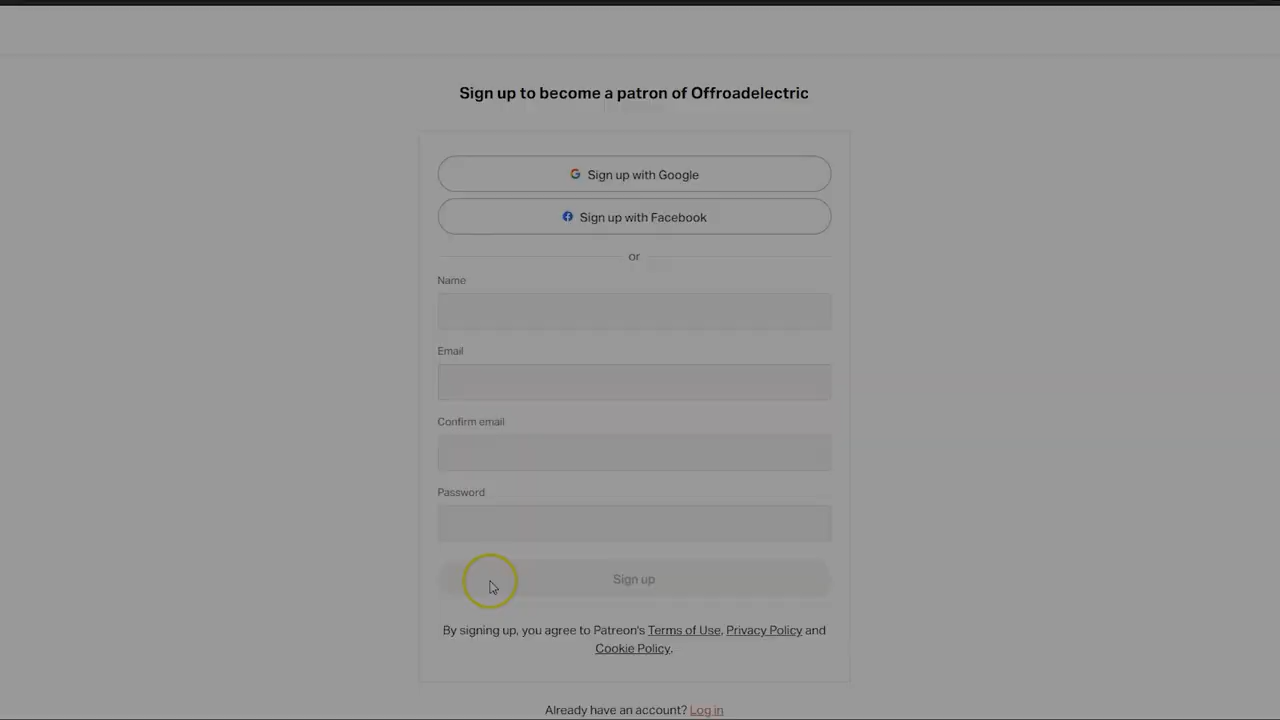 Sign up to become a patron of Offroadelectric
Sign up with Google
Sign up with Facebook
or
Name
Email
Confirm email
Password
Sign up
By signing up, you agree to Patreon's Terms of Use, Privacy Policy and
Cookie Policy.
Already have an account? Log in